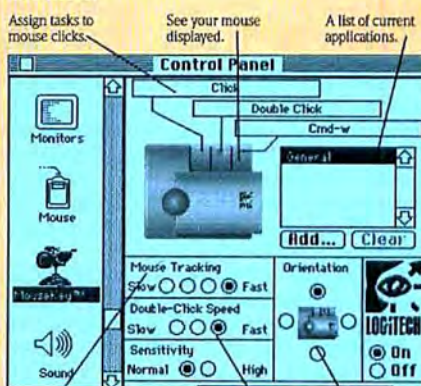 Assign tasks to
mouse clicks.
See your mouse
displayed.
A list of current
applications.
Control Panel
Click
Double Click
Cmd-w
Monitors
General
Mouse
Add...
Clear
MouseKey™
Mouse Tracking
Slow
Fast
Orientation
Double-Click Speed
Slow
Fast
LOGITECH
Sensitivity
Normal
High
On
Off
Sound